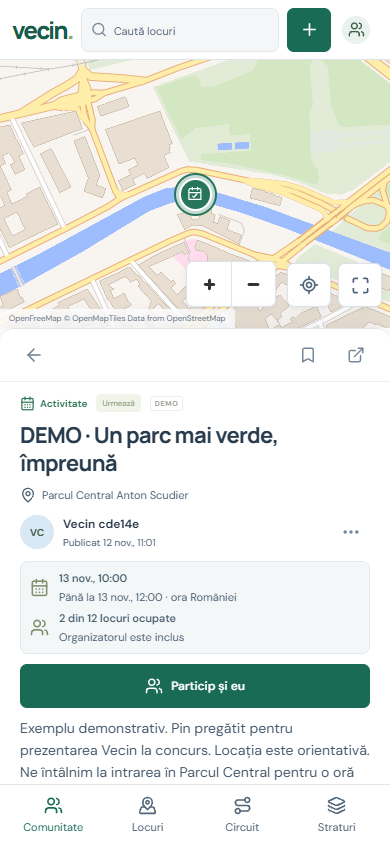 vecin.
Caută locuri
OpenFreeMap © OpenMapTiles Data from OpenStreetMap
Activitate
Urmează
DEMO
DEMO · Un parc mai verde,
împreună
Parcul Central Anton Scudier
VC
Vecin cde14e
Publicat 12 nov., 11:01
13 nov., 10:00
Până la 13 nov., 12:00 · ora României
2 din 12 locuri ocupate
Organizatorul este inclus
Particip și eu
Exemplu demonstrativ. Pin pregătit pentru
prezentarea Vecin la concurs. Locația este orientativă.
Ne întâlnim la intrarea în Parcul Central pentru o oră
Comunitate
Locuri
Circuit
Straturi